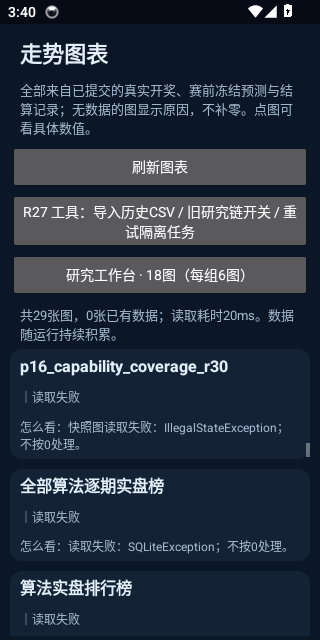 3:40
走势图表
全部来自已提交的真实开奖、赛前冻结预测与结
算记录；无数据的图显示原因，不补零。点图可
看具体数值。
刷新图表
R27 工具：导入历史CSV / 旧研究链开关 / 重
试隔离任务
研究工作台 · 18图（每组6图）
共29张图，0张已有数据；读取耗时20ms。数据
随运行持续积累。
p16_capability_coverage_r30
｜读取失败
怎么看：快照图读取失败：IllegalStateException；
不按0处理。
全部算法逐期实盘榜
｜读取失败
怎么看：读取失败：SQLiteException；不按0处理。
算法实盘排行榜
｜读取失败